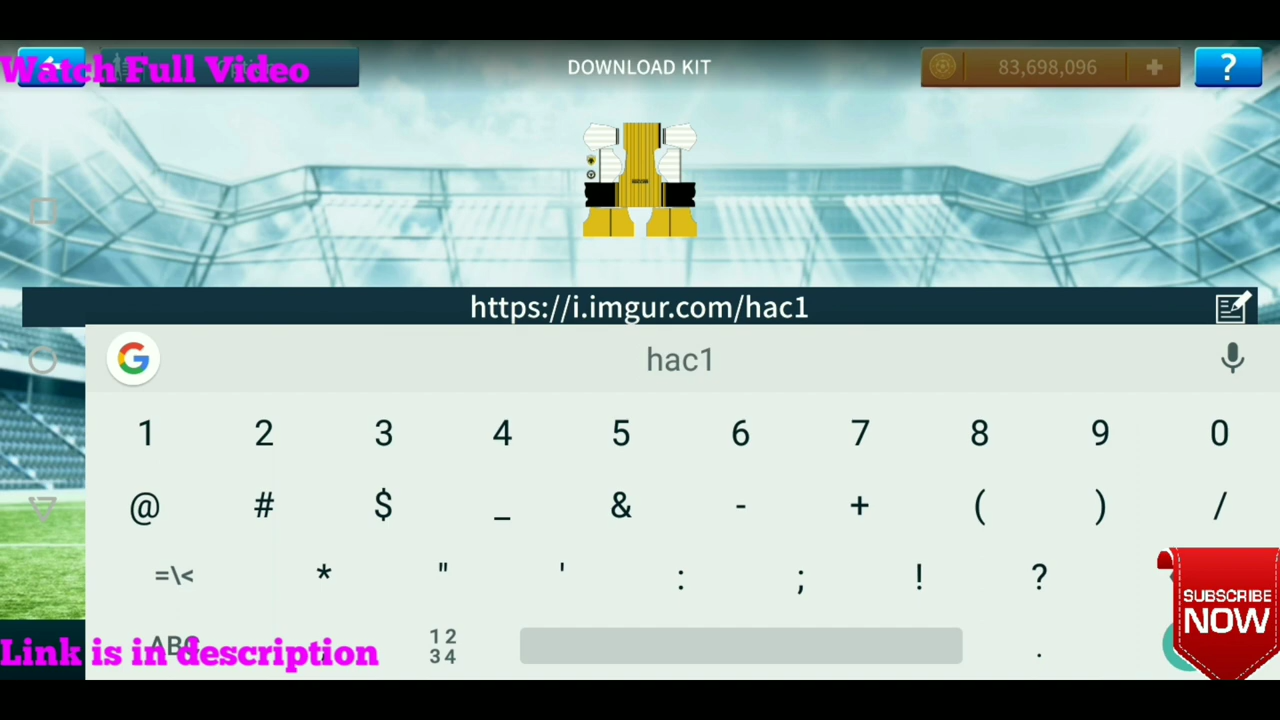 Watch Full Video
DOWNLOAD KIT
83,698,096 +
?
https://i.imgur.com/hac1
G
hac1
1 2 3 4 5 6 7 8 9 0
@ # $ _ & - + ( ) /
=\< * " ' : ; ! ?
SUBSCRIBE
NOW
ABC , 12 .
34
Link is in description